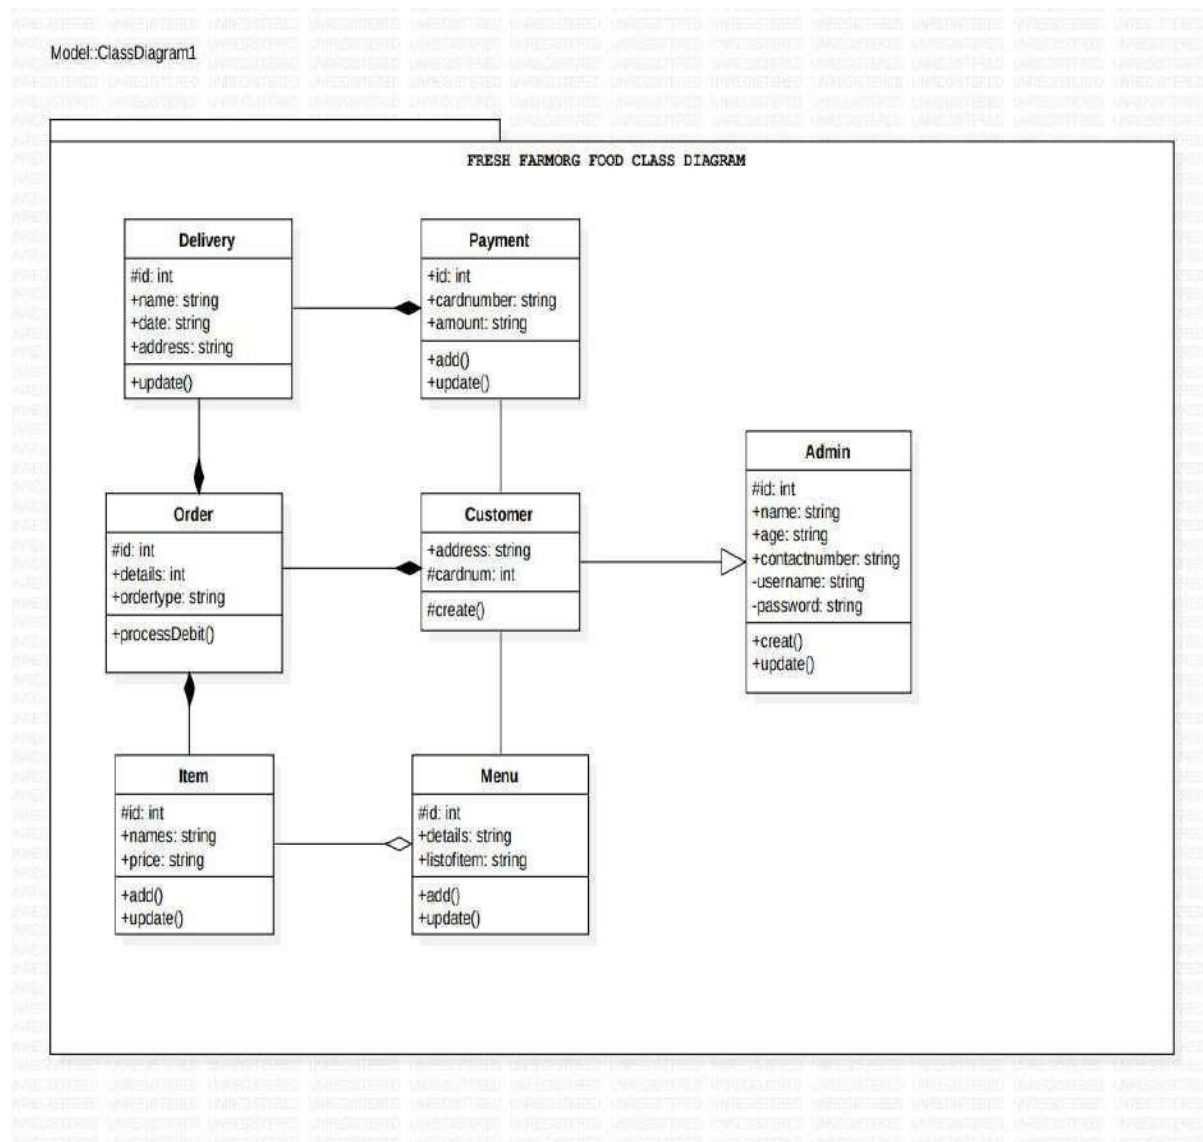 Model::ClassDiagram1
FRESH FARMORG FOOD CLASS DIAGRAM
Delivery
#id: int
+name: string
+date: string
+address: string
+update()
Payment
+id: int
+cardnumber: string
+amount: string
+add()
+update()
Admin
#id: int
+name: string
+age: string
+contactnumber: string
-username: string
-password: string
+creat()
+update()
Order
#id: int
+details: int
+ordertype: string
+processDebit()
Customer
+address: string
#cardnum: int
#create()
Item
#id: int
+names: string
+price: string
+add()
+update()
Menu
#id: int
+details: string
+listofitem: string
+add()
+update()